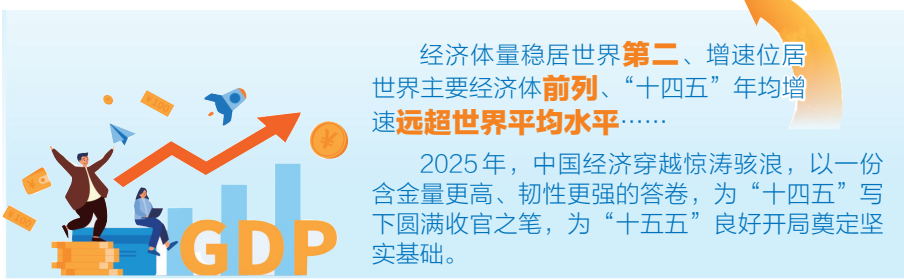 经济体量稳居世界第二、增速位居
世界主要经济体前列、“十四五”年均增
速远超世界平均水平……
2025年，中国经济穿越惊涛骇浪，以一份
含金量更高、韧性更强的答卷，为“十四五”写
下圆满收官之笔，为“十五五”良好开局奠定坚
实基础。
¥100
¥
¥100
GDP